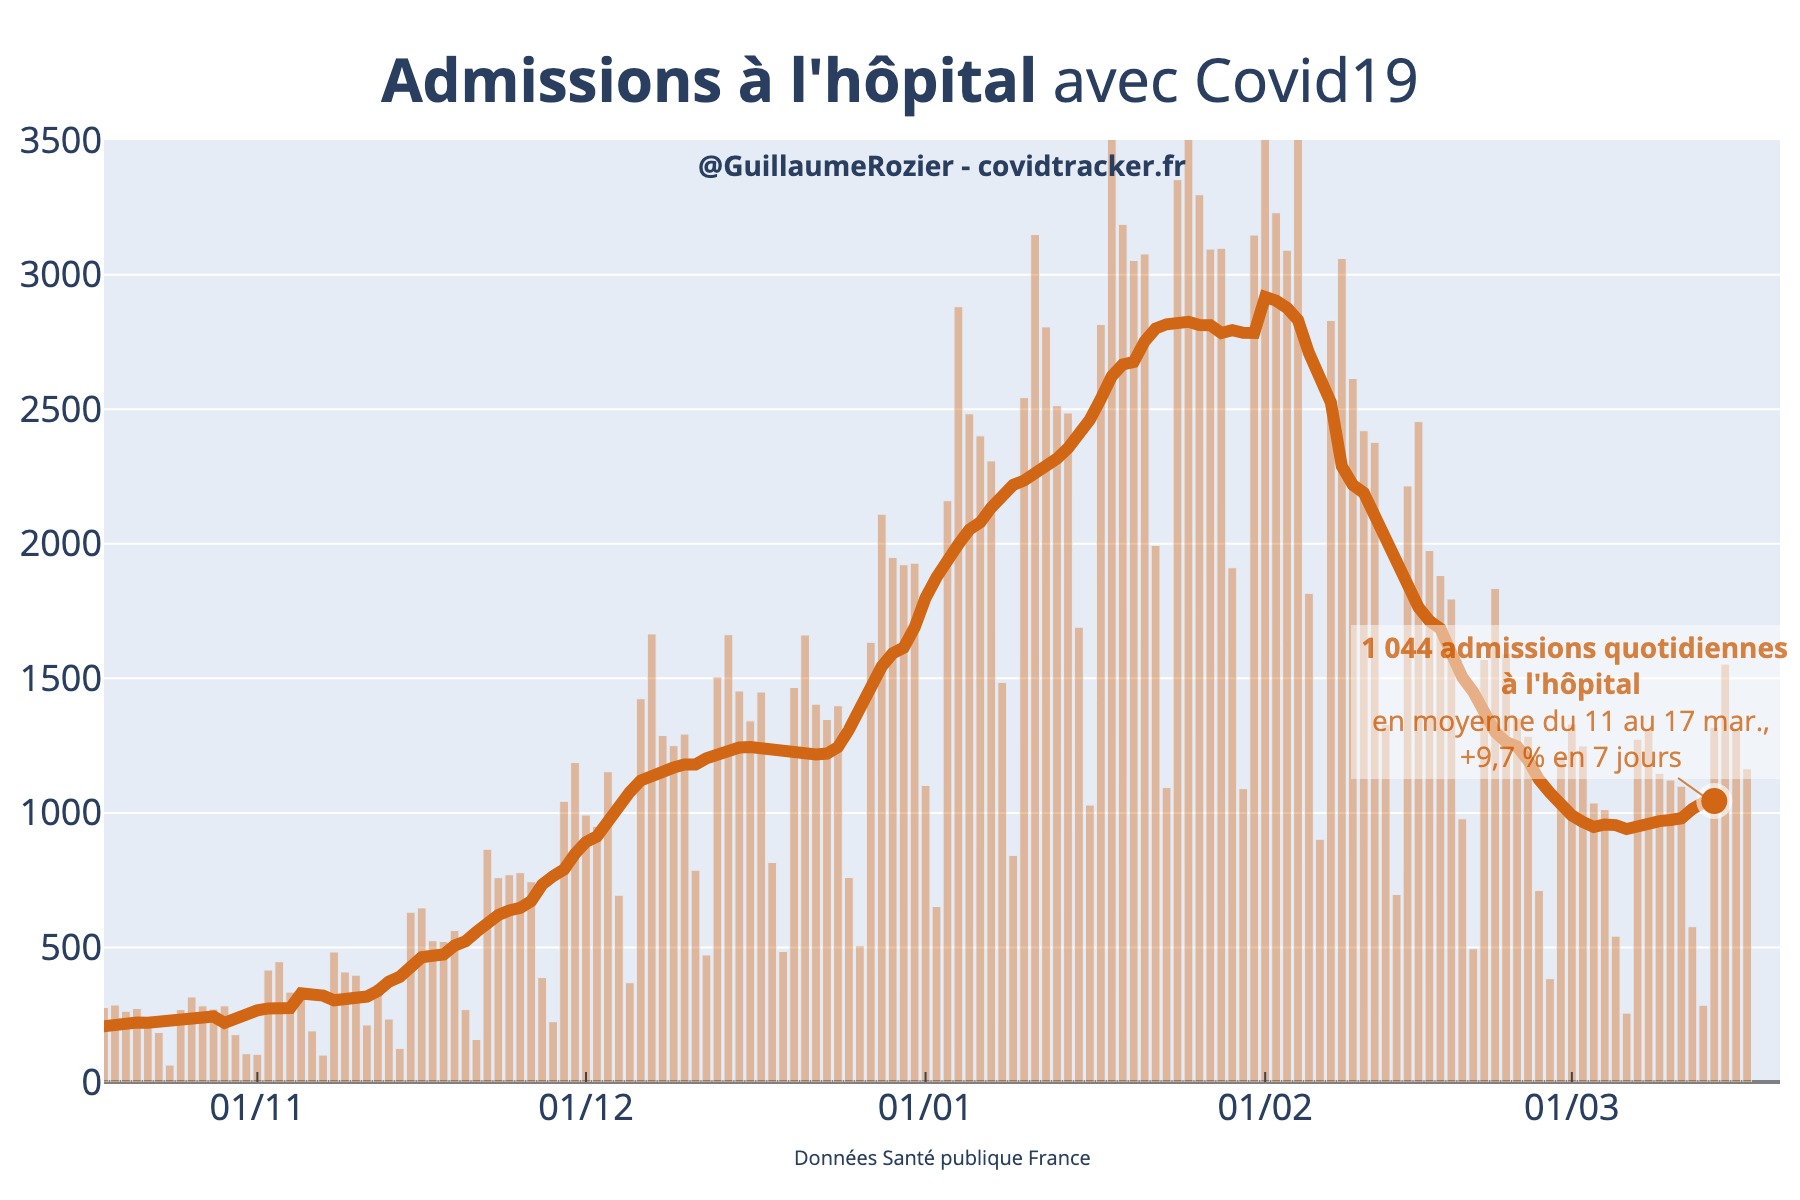 Admissions à l'hôpital avec Covid19
@GuillaumeRozier - covidtracker.fr
3500
3000
2500
2000
1500
1000
500
0
1 044 admissions quotidiennes
à l'hôpital
en moyenne du 11 au 17 mar.,
+9,7 % en 7 jours
01/11 01/12 01/01 01/02 01/03
Données Santé publique France